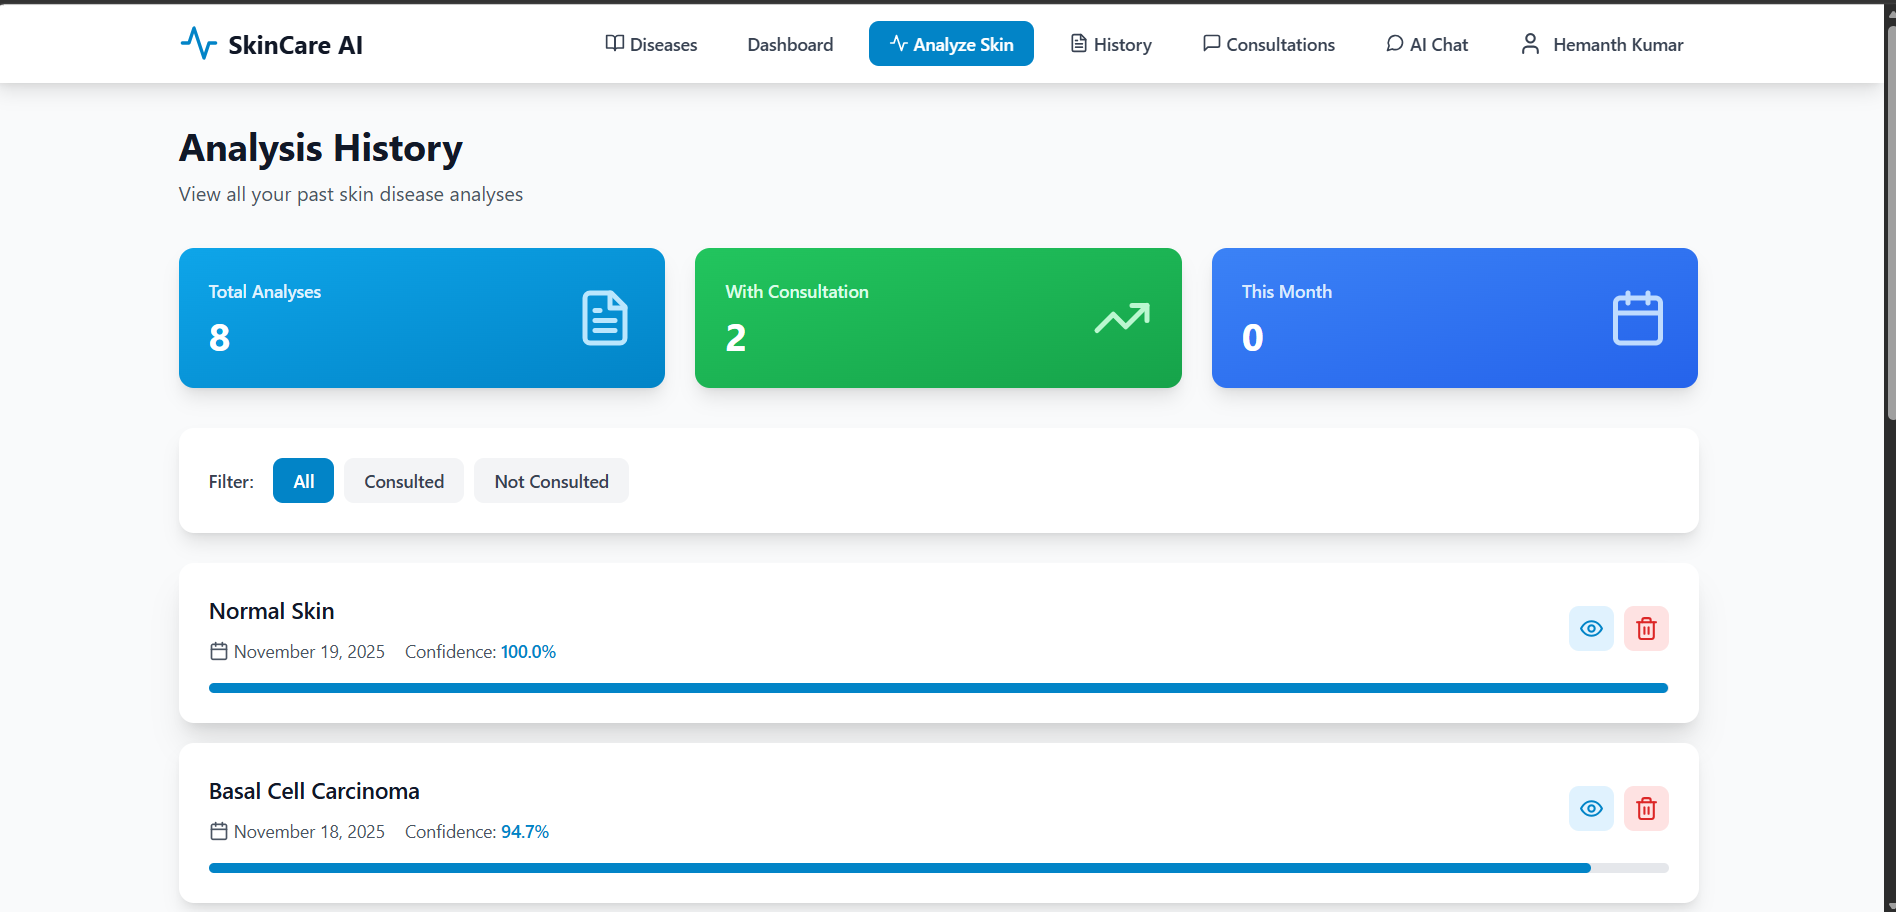 SkinCare AI
Diseases
Dashboard
Analyze Skin
History
Consultations
AI Chat
Hemanth Kumar
Analysis History
View all your past skin disease analyses
Total Analyses
8
With Consultation
2
This Month
0
Filter:
All
Consulted
Not Consulted
Normal Skin
November 19, 2025 Confidence: 100.0%
Basal Cell Carcinoma
November 18, 2025 Confidence: 94.7%